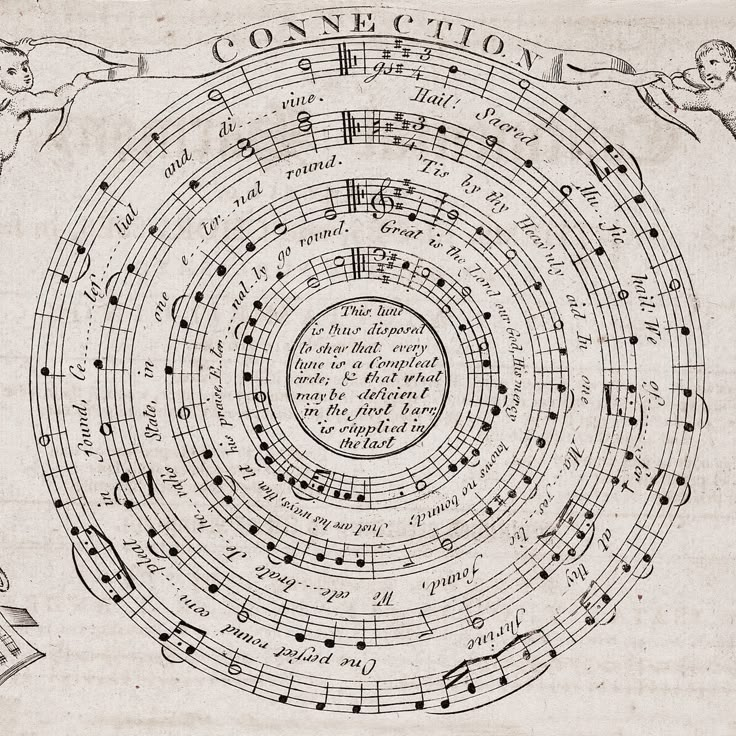 CONNECTION
Hail! Sacred Mu..sic hail! We of......fer at thy shrine One perfect round com...pleat in sound, Ce.......les......tial and di......vine.
'Tis by thy Heav'nly aid In one Ma..jes..tic sound, We cele...brate Je..ho..vahs State, in one e...ter...nal round.
Great is the Lord our God, His mercy knows no bound; Just are his ways, then let his praise, E..ter...nal-ly go round.
This tune
is thus disposed
to shew that every
tune is a Compleat
circle; & that what
may be deficient
in the first barr
is supplied in
the last